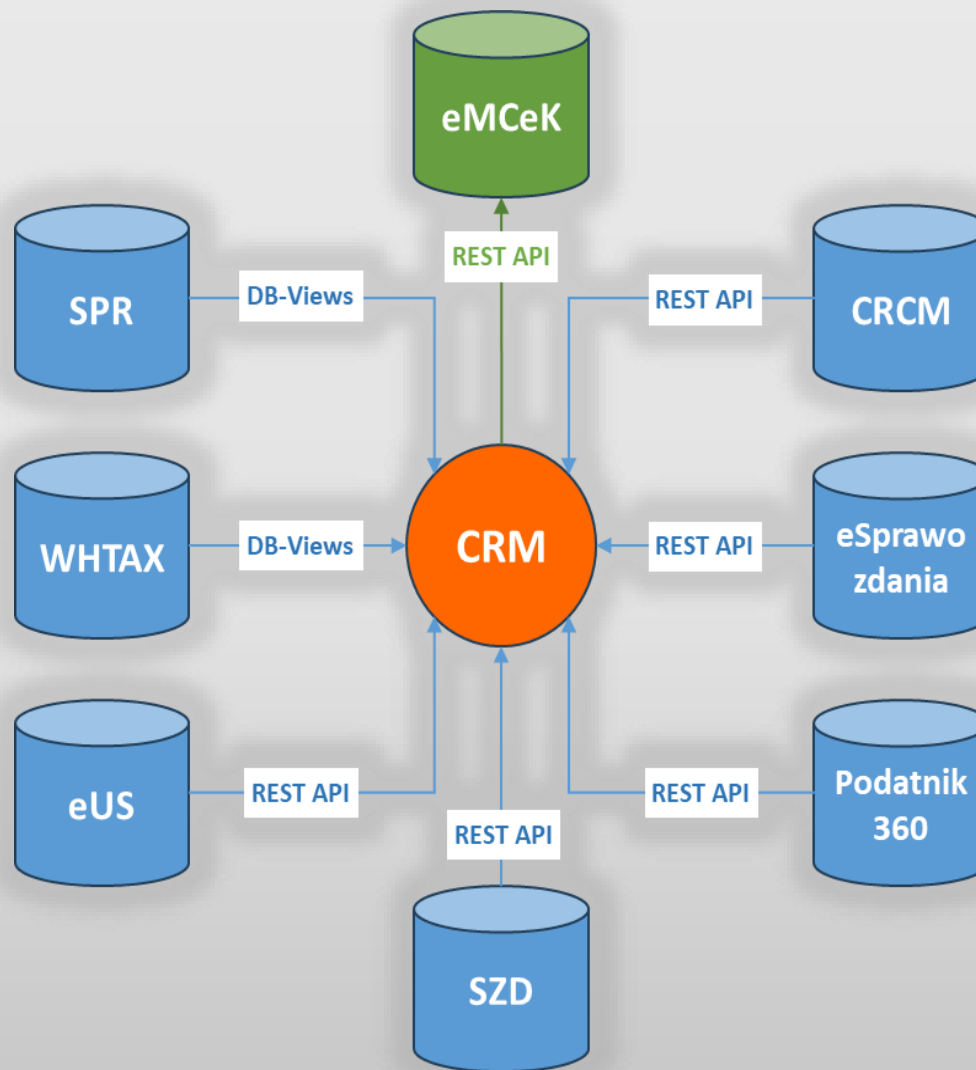 eMCeK
REST API
SPR
DB-Views
REST API
CRCM
WHTAX
DB-Views
CRM
REST API
eSprawo
zdania
eUS
REST API
REST API
Podatnik
360
REST API
SZD